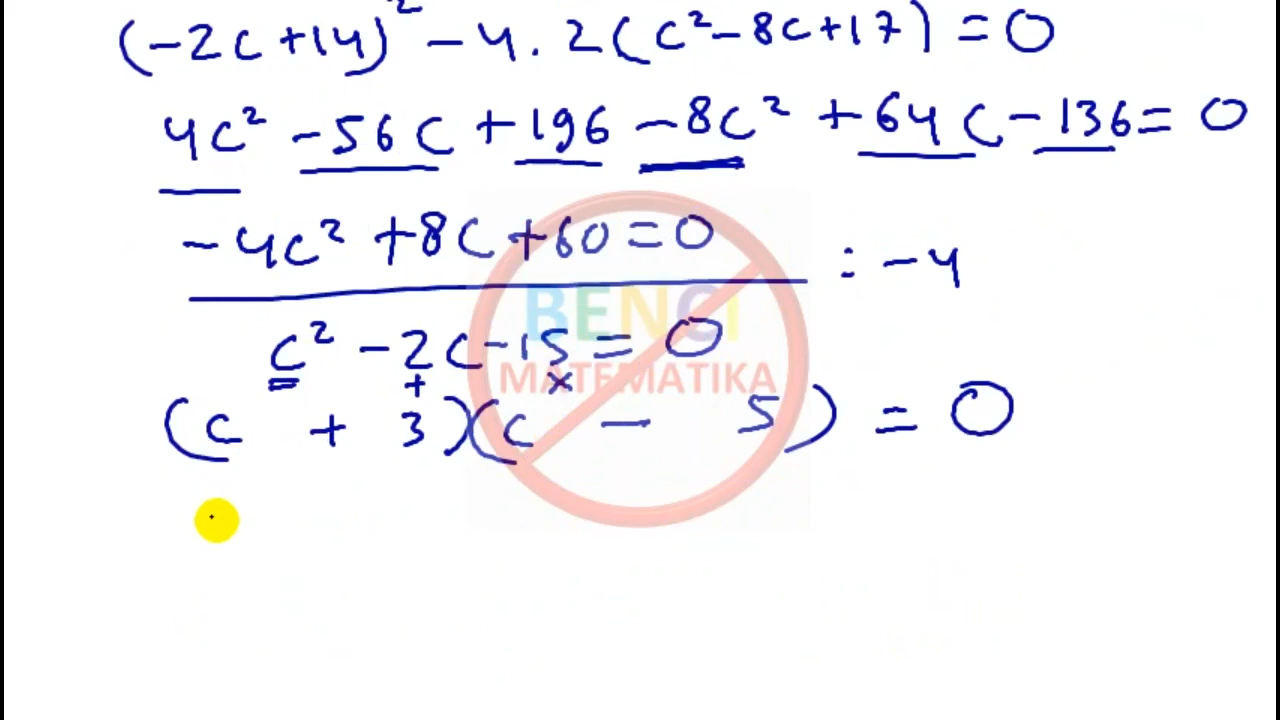 (-2c+14)² - 4 . 2(c²-8c+17) = 0
4c² -56c +196 -8c² +64c -136= 0
-4c² +8c +60=0 : -4
c² -2c-15= 0
+ x
(c + 3)(c - 5) = 0
BENCI
MATEMATIKA